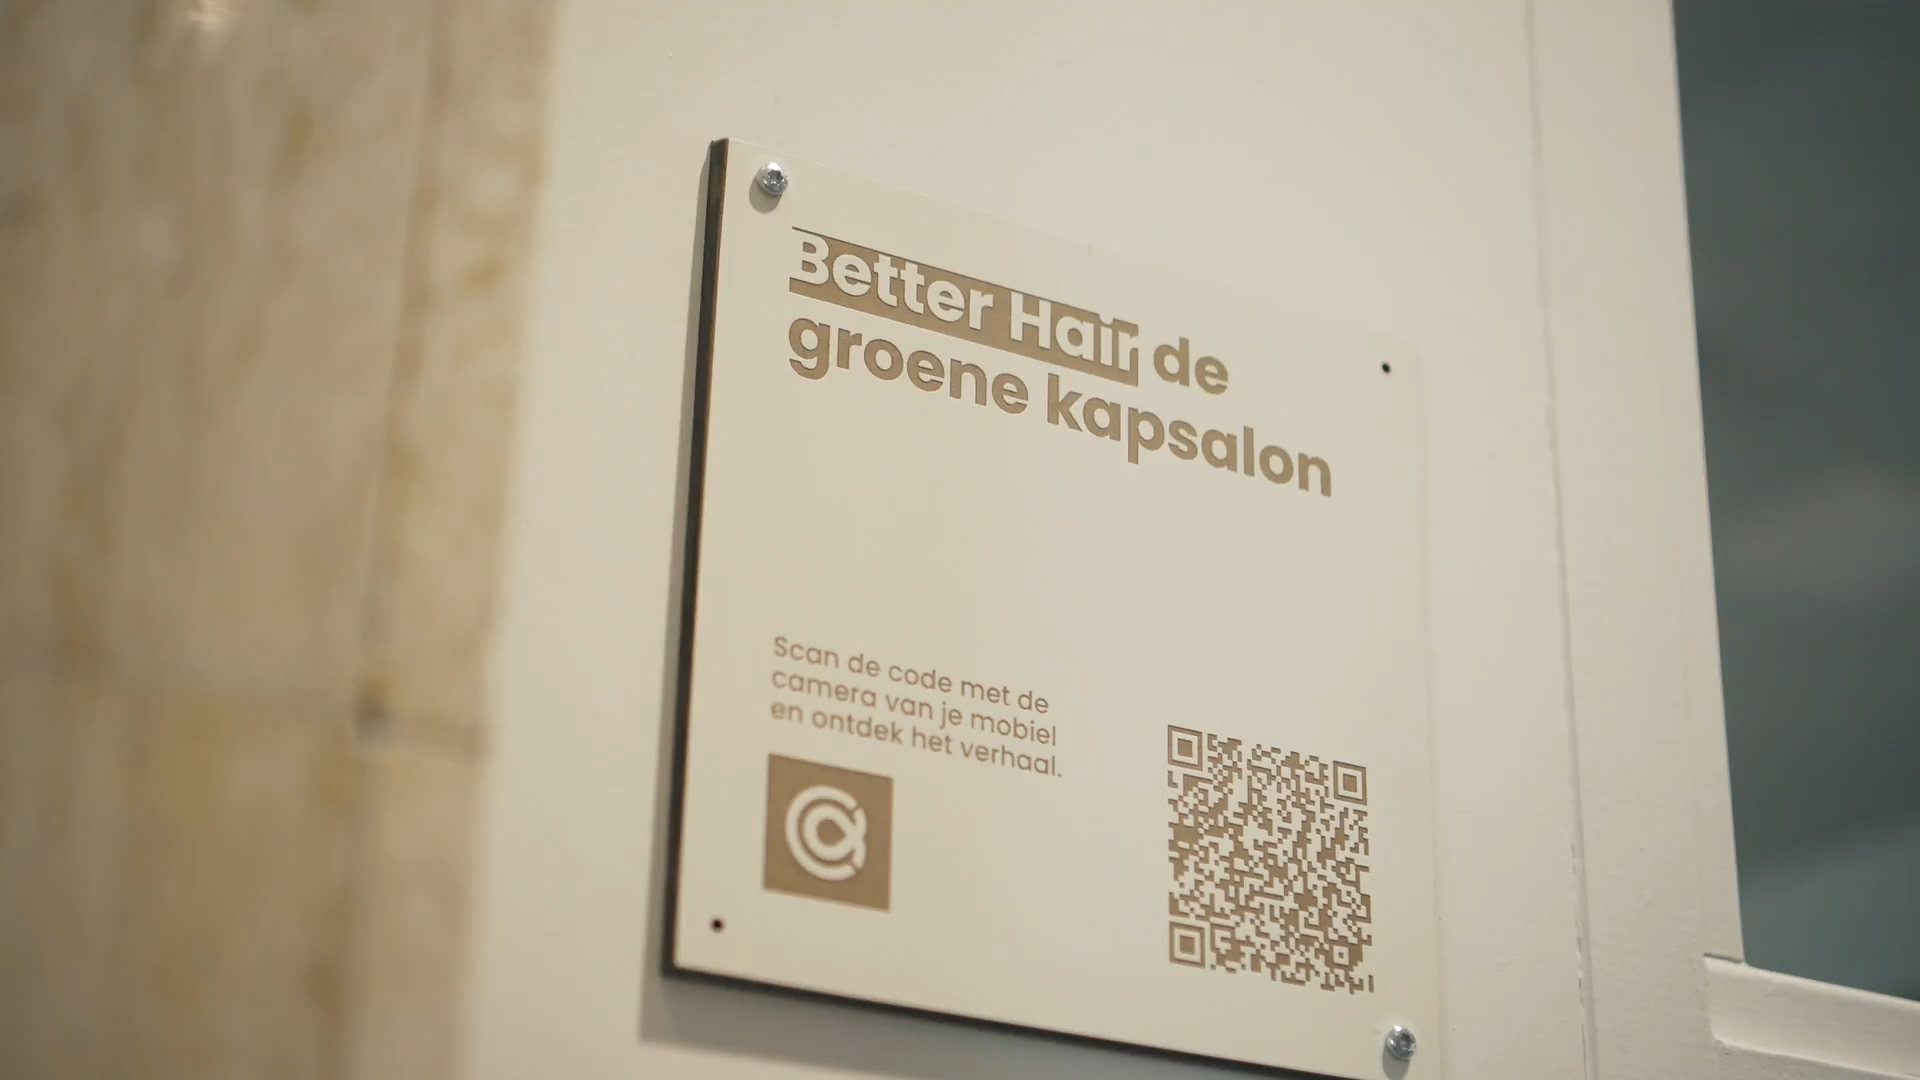 Better Hair de
groene kapsalon
Scan de code met de
camera van je mobiel
en ontdek het verhaal.